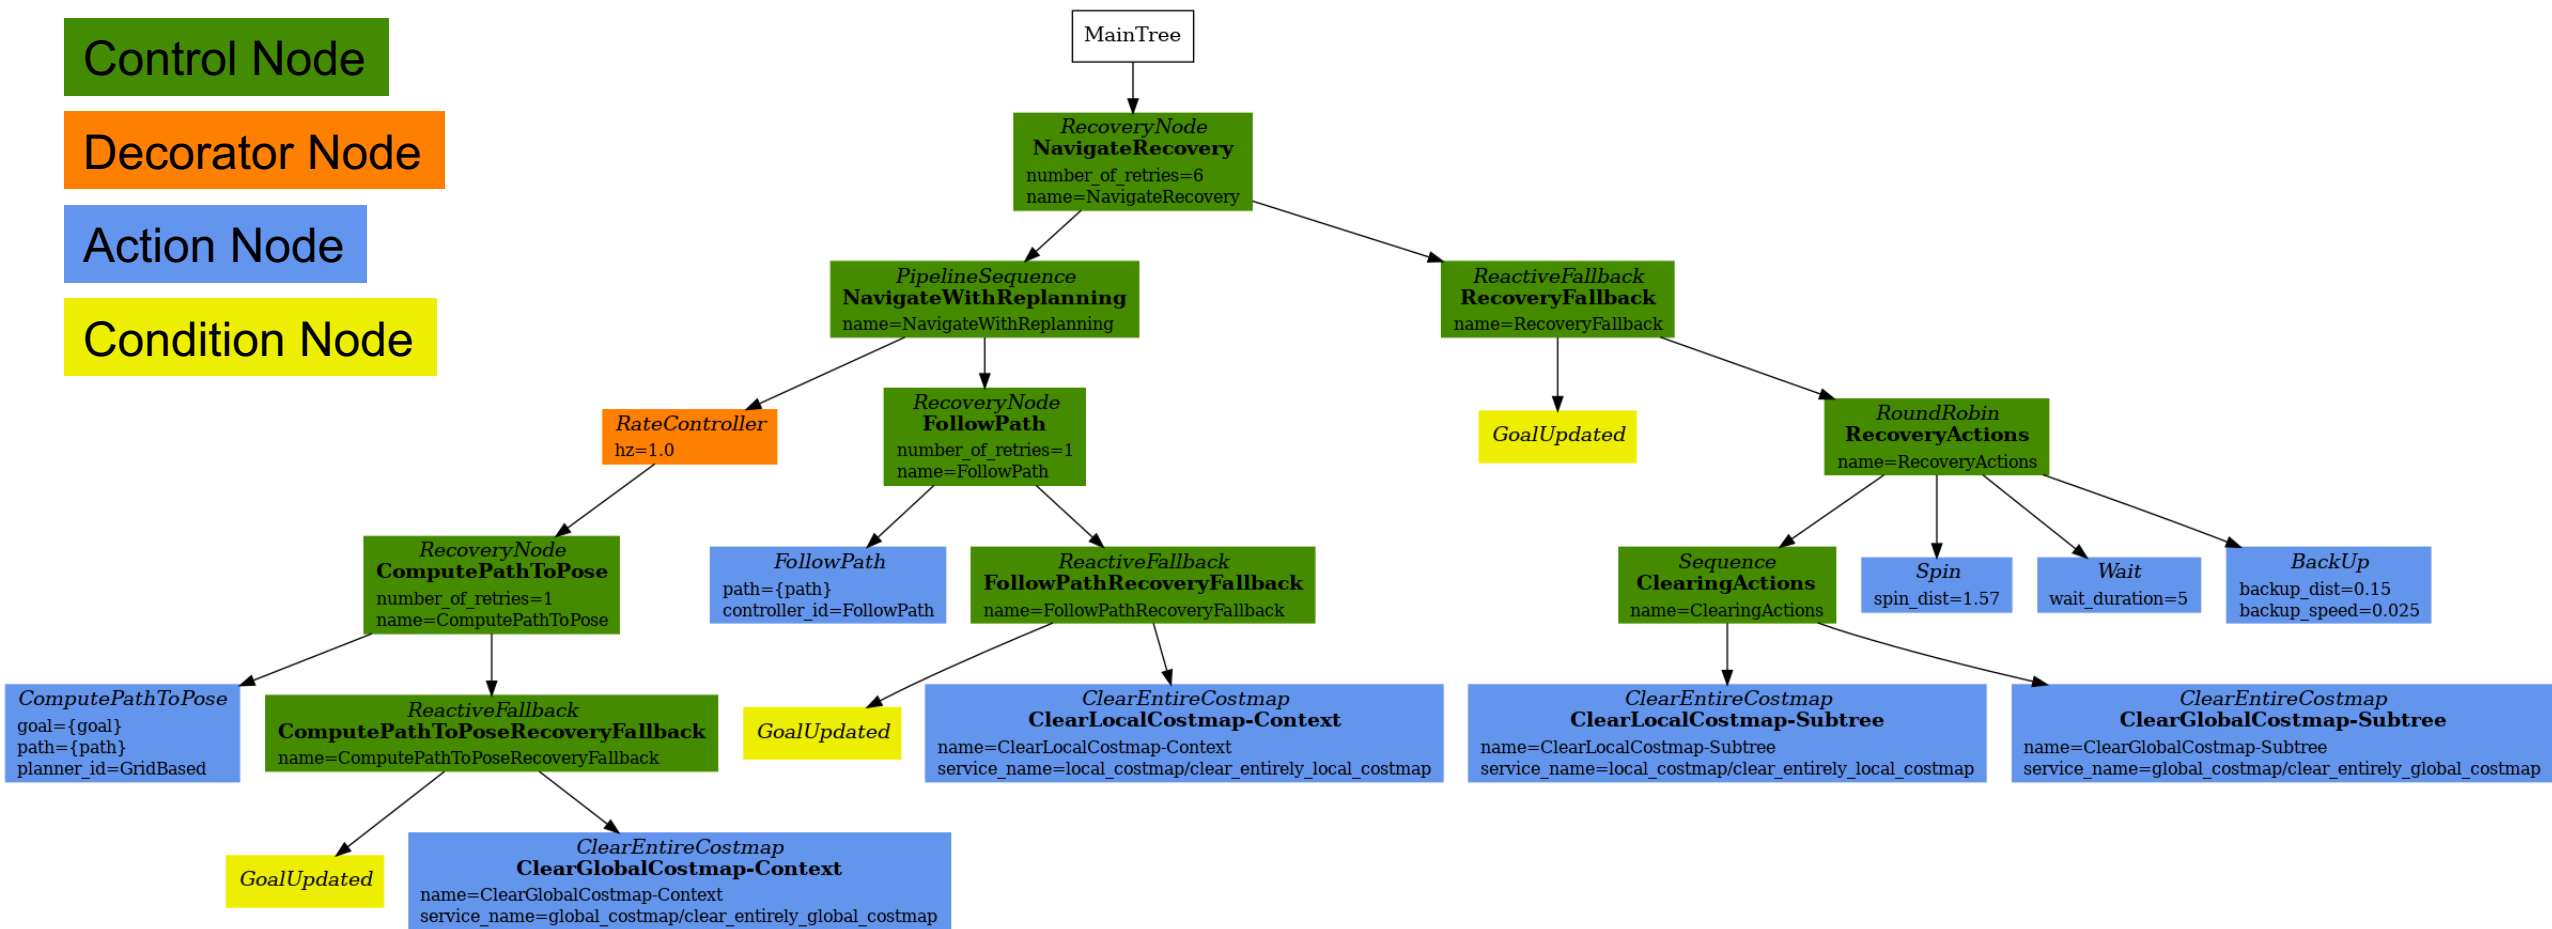 Control Node
Decorator Node
Action Node
Condition Node
MainTree
RecoveryNode
NavigateRecovery
number_of_retries=6
name=NavigateRecovery
PipelineSequence
NavigateWithReplanning
name=NavigateWithReplanning
ReactiveFallback
RecoveryFallback
name=RecoveryFallback
RateController
hz=1.0
RecoveryNode
FollowPath
number_of_retries=1
name=FollowPath
GoalUpdated
RoundRobin
RecoveryActions
name=RecoveryActions
RecoveryNode
ComputePathToPose
number_of_retries=1
name=ComputePathToPose
FollowPath
path={path}
controller_id=FollowPath
ReactiveFallback
FollowPathRecoveryFallback
name=FollowPathRecoveryFallback
Sequence
ClearingActions
name=ClearingActions
Spin
spin_dist=1.57
Wait
wait_duration=5
BackUp
backup_dist=0.15
backup_speed=0.025
ComputePathToPose
goal={goal}
path={path}
planner_id=GridBased
ReactiveFallback
ComputePathToPoseRecoveryFallback
name=ComputePathToPoseRecoveryFallback
GoalUpdated
ClearEntireCostmap
ClearLocalCostmap-Context
name=ClearLocalCostmap-Context
service_name=local_costmap/clear_entirely_local_costmap
ClearEntireCostmap
ClearLocalCostmap-Subtree
name=ClearLocalCostmap-Subtree
service_name=local_costmap/clear_entirely_local_costmap
ClearEntireCostmap
ClearGlobalCostmap-Subtree
name=ClearGlobalCostmap-Subtree
service_name=global_costmap/clear_entirely_global_costmap
GoalUpdated
ClearEntireCostmap
ClearGlobalCostmap-Context
name=ClearGlobalCostmap-Context
service_name=global_costmap/clear_entirely_global_costmap